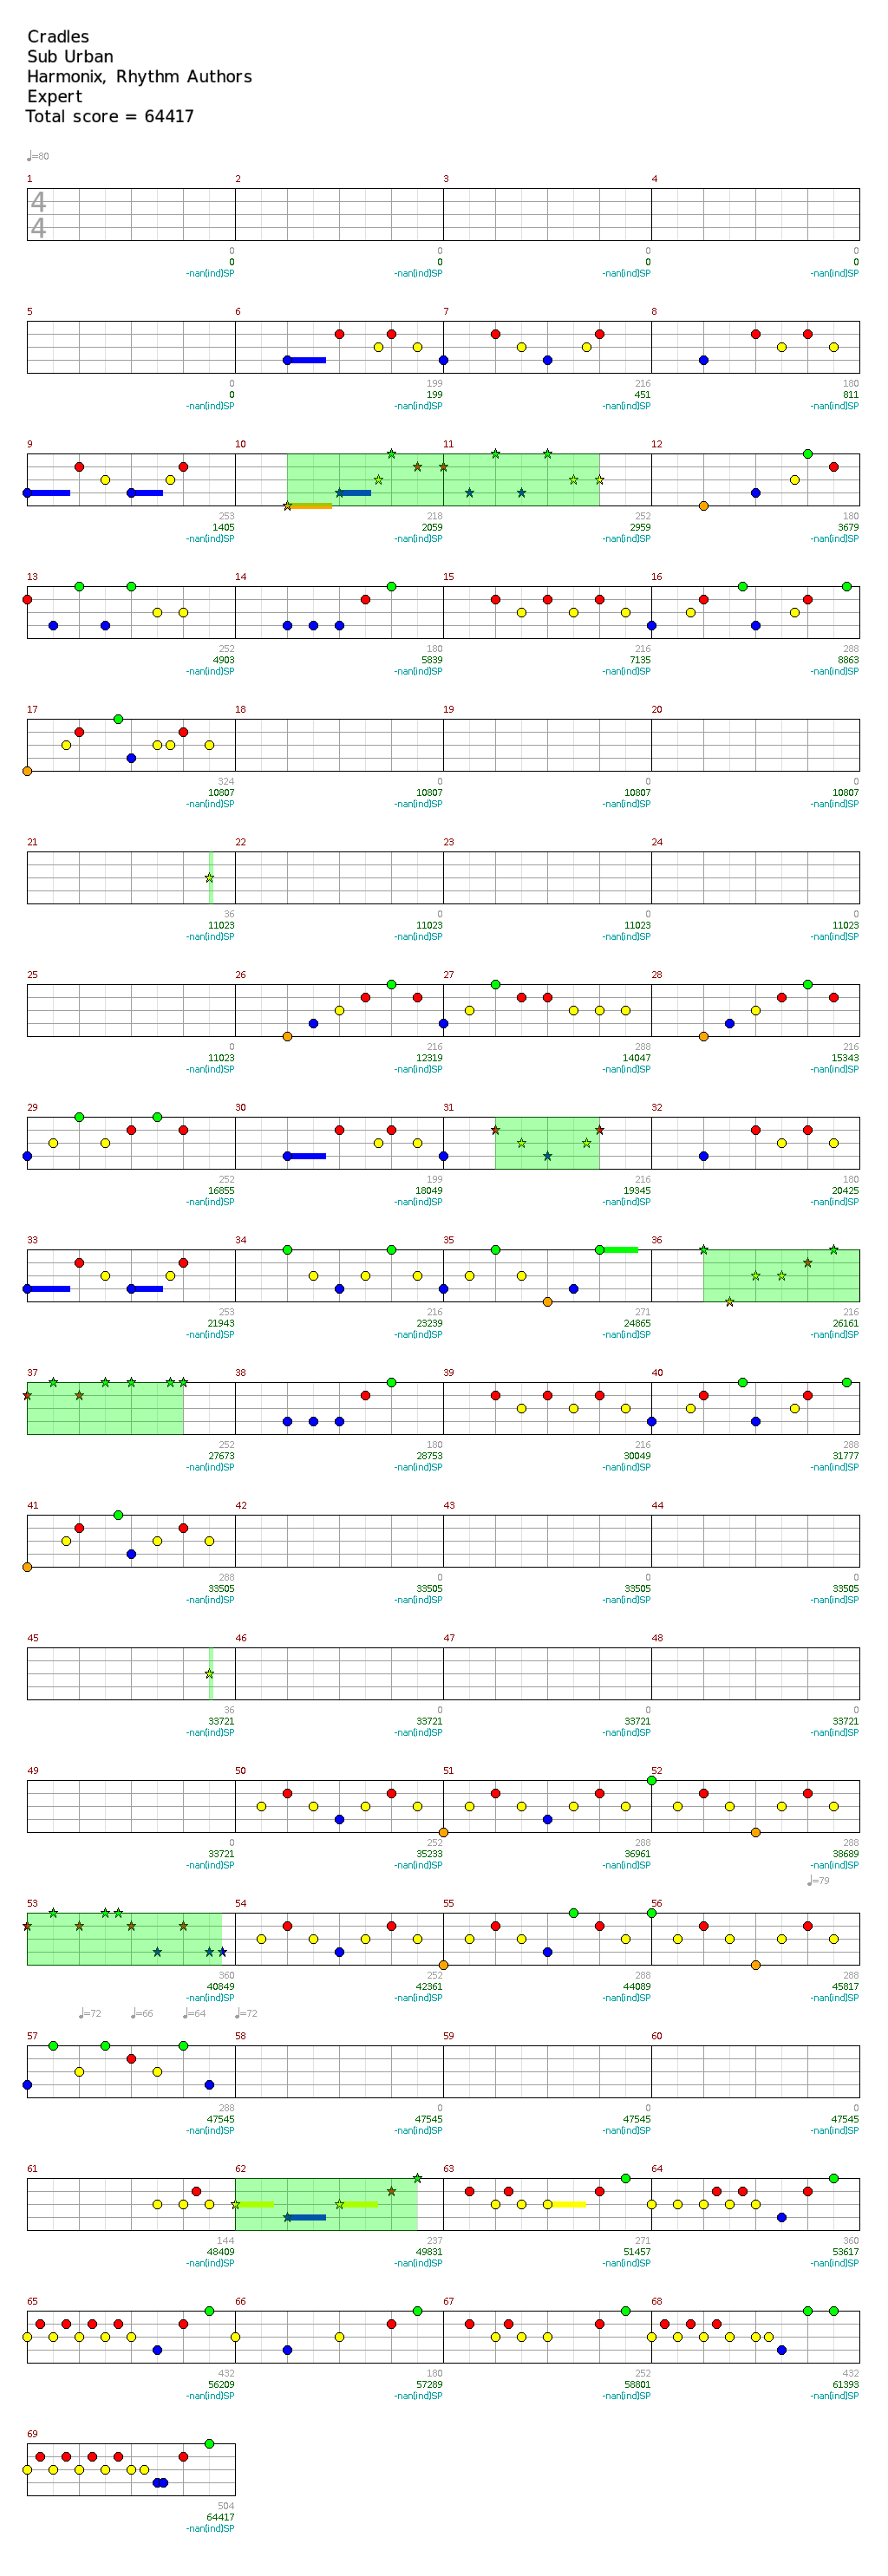 Cradles
Sub Urban
Harmonix, Rhythm Authors
Expert
Total score = 64417
♩=80
1 2 3 4
4
4
0 0 0 0
0 0 0 0
-nan(ind)SP -nan(ind)SP -nan(ind)SP -nan(ind)SP
5 6 7 8
0 199 216 180
0 199 451 811
-nan(ind)SP -nan(ind)SP -nan(ind)SP -nan(ind)SP
9 10 11 12
253 218 252 180
1405 2059 2959 3679
-nan(ind)SP -nan(ind)SP -nan(ind)SP -nan(ind)SP
13 14 15 16
252 180 216 288
4903 5839 7135 8863
-nan(ind)SP -nan(ind)SP -nan(ind)SP -nan(ind)SP
17 18 19 20
324 0 0 0
10807 10807 10807 10807
-nan(ind)SP -nan(ind)SP -nan(ind)SP -nan(ind)SP
21 22 23 24
36 0 0 0
11023 11023 11023 11023
-nan(ind)SP -nan(ind)SP -nan(ind)SP -nan(ind)SP
25 26 27 28
0 216 288 216
11023 12319 14047 15343
-nan(ind)SP -nan(ind)SP -nan(ind)SP -nan(ind)SP
29 30 31 32
252 199 216 180
16855 18049 19345 20425
-nan(ind)SP -nan(ind)SP -nan(ind)SP -nan(ind)SP
33 34 35 36
253 216 271 216
21943 23239 24865 26161
-nan(ind)SP -nan(ind)SP -nan(ind)SP -nan(ind)SP
37 38 39 40
252 180 216 288
27673 28753 30049 31777
-nan(ind)SP -nan(ind)SP -nan(ind)SP -nan(ind)SP
41 42 43 44
288 0 0 0
33505 33505 33505 33505
-nan(ind)SP -nan(ind)SP -nan(ind)SP -nan(ind)SP
45 46 47 48
36 0 0 0
33721 33721 33721 33721
-nan(ind)SP -nan(ind)SP -nan(ind)SP -nan(ind)SP
49 50 51 52
0 252 288 288
33721 35233 36961 38689
-nan(ind)SP -nan(ind)SP -nan(ind)SP -nan(ind)SP
♩=79
53 54 55 56
360 252 288 288
40849 42361 44089 45817
-nan(ind)SP -nan(ind)SP -nan(ind)SP -nan(ind)SP
♩=72 ♩=66 ♩=64 ♩=72
57 58 59 60
288 0 0 0
47545 47545 47545 47545
-nan(ind)SP -nan(ind)SP -nan(ind)SP -nan(ind)SP
61 62 63 64
144 237 271 360
48409 49831 51457 53617
-nan(ind)SP -nan(ind)SP -nan(ind)SP -nan(ind)SP
65 66 67 68
432 180 252 432
56209 57289 58801 61393
-nan(ind)SP -nan(ind)SP -nan(ind)SP -nan(ind)SP
69
504
64417
-nan(ind)SP